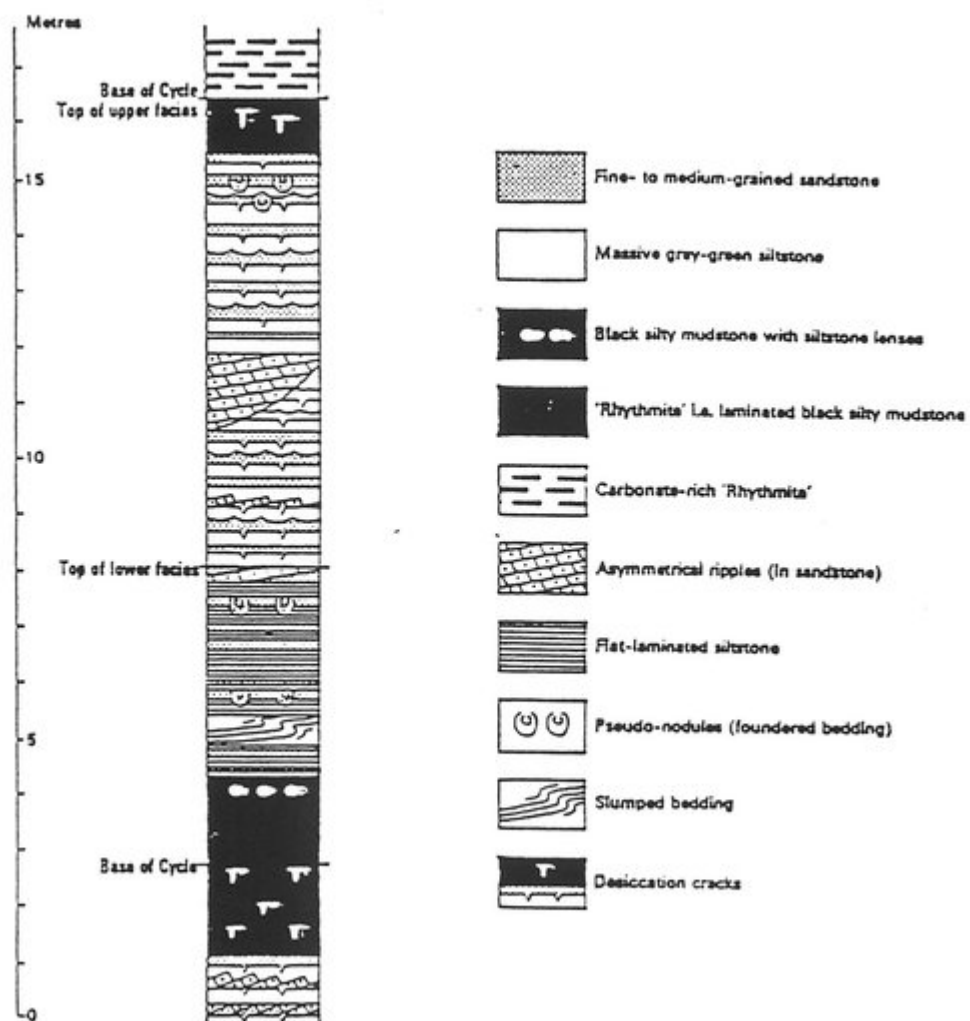 Metres
Base of Cycle
Top of upper facies
15
10
Top of lower facies
5
Base of Cycle
0
Fine- to medium-grained sandstone
Massive grey-green siltstone
Black silty mudstone with siltstone lenses
'Rhythmite' i.e. laminated black silty mudstone
Carbonate-rich 'Rhythmite'
Asymmetrical ripples (in sandstone)
Flat-laminated siltstone
Pseudo-nodules (foundered bedding)
Slumped bedding
Desiccation cracks